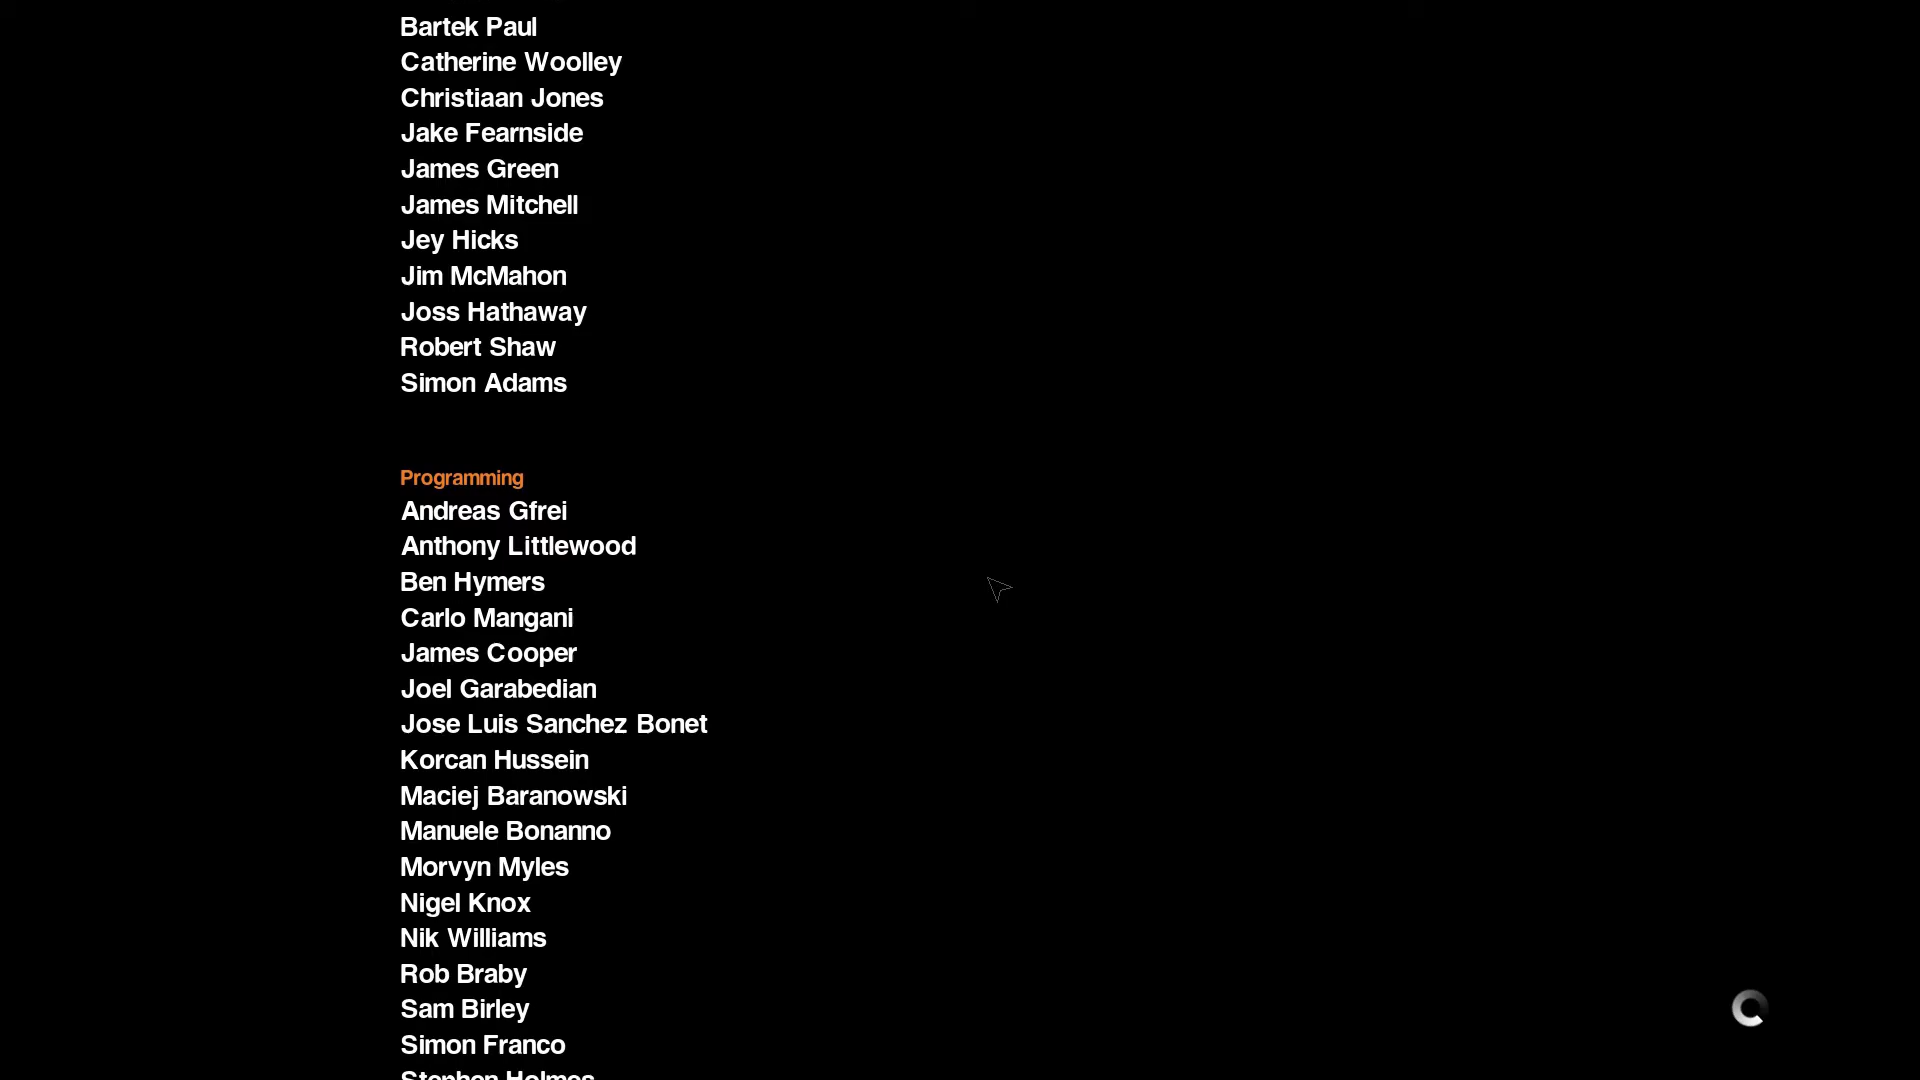 Bartek Paul
Catherine Woolley
Christiaan Jones
Jake Fearnside
James Green
James Mitchell
Jey Hicks
Jim McMahon
Joss Hathaway
Robert Shaw
Simon Adams
Programming
Andreas Gfrei
Anthony Littlewood
Ben Hymers
Carlo Mangani
James Cooper
Joel Garabedian
Jose Luis Sanchez Bonet
Korcan Hussein
Maciej Baranowski
Manuele Bonanno
Morvyn Myles
Nigel Knox
Nik Williams
Rob Braby
Sam Birley
Simon Franco
Stephen Holmes